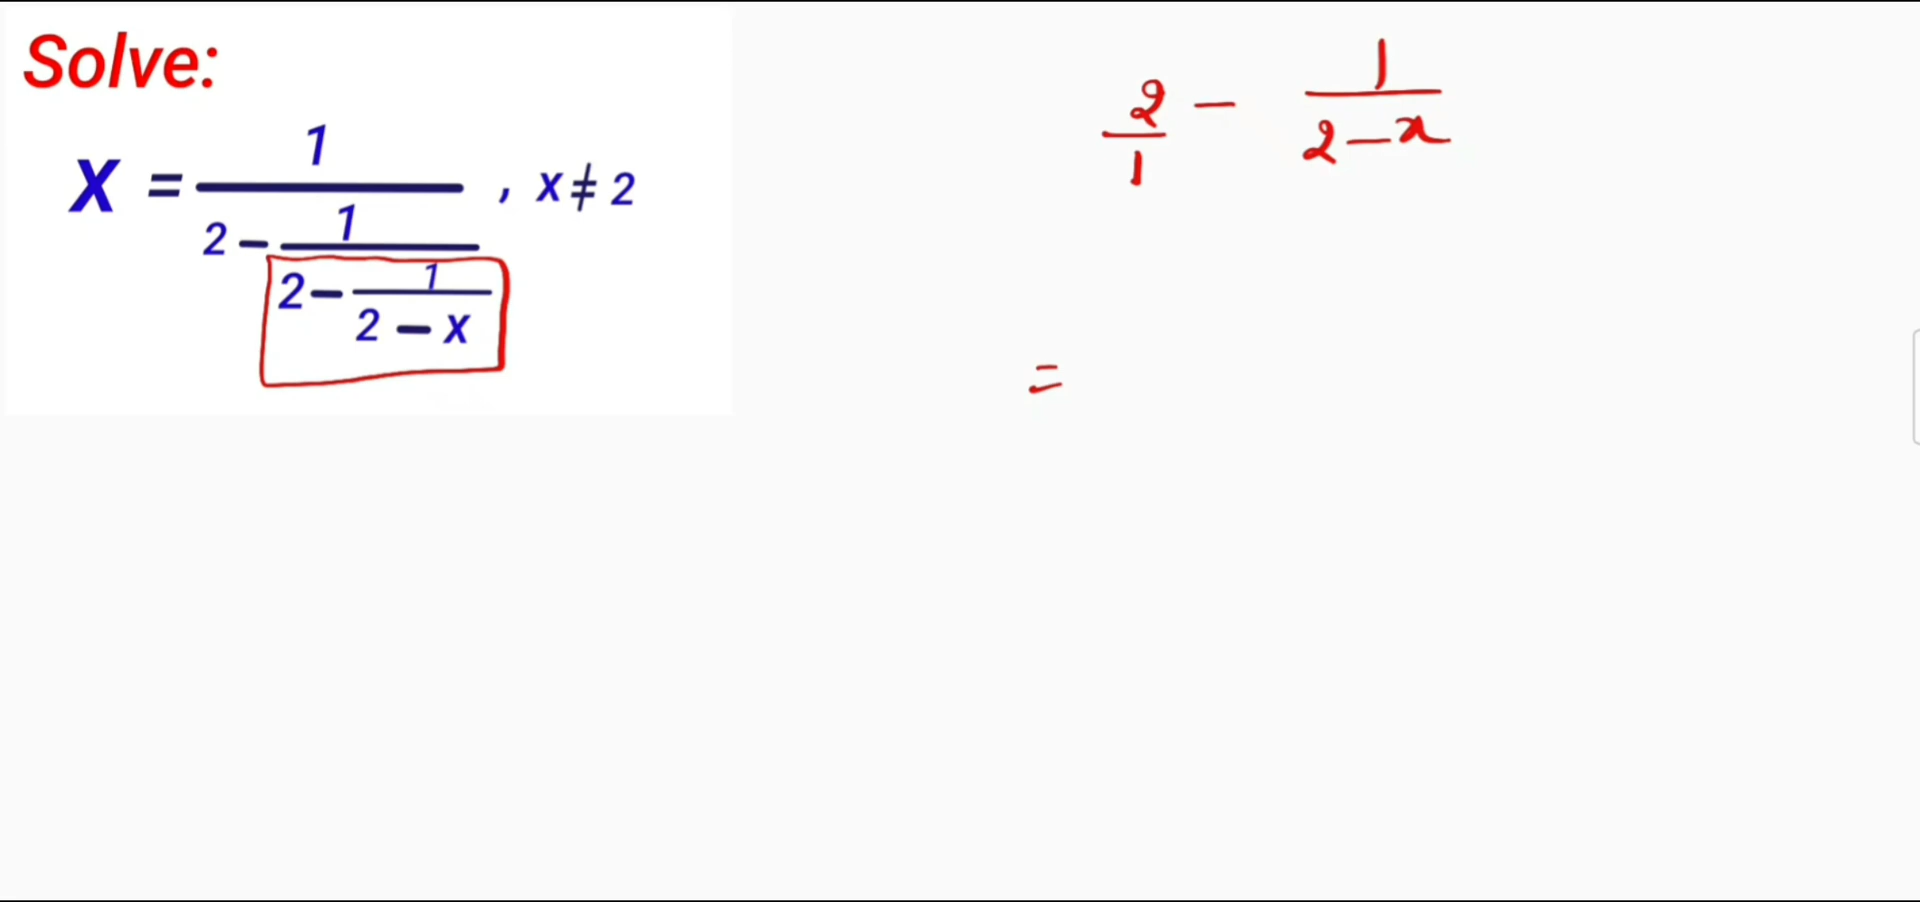 Solve:
x = 1
2 - 1
2 - 1
2 - x
, x ≠ 2
2/1 - 1/(2-x)
=